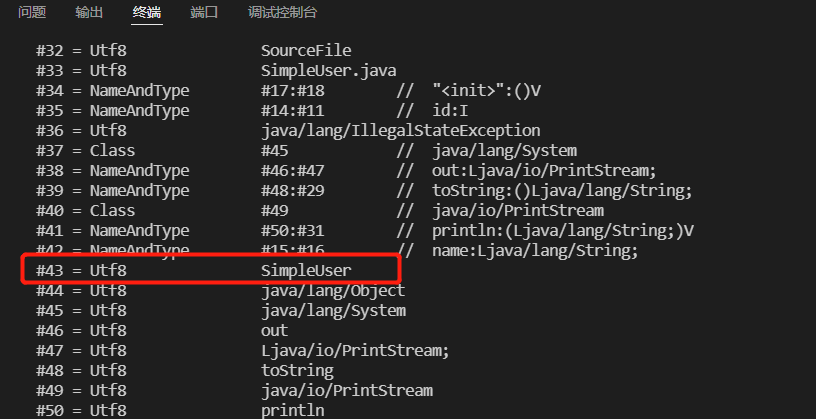 问题 输出 终端 端口 调试控制台
#32 = Utf8 SourceFile
#33 = Utf8 SimpleUser.java
#34 = NameAndType #17:#18 // "<init>":()V
#35 = NameAndType #14:#11 // id:I
#36 = Utf8 java/lang/IllegalStateException
#37 = Class #45 // java/lang/System
#38 = NameAndType #46:#47 // out:Ljava/io/PrintStream;
#39 = NameAndType #48:#29 // toString:()Ljava/lang/String;
#40 = Class #49 // java/io/PrintStream
#41 = NameAndType #50:#31 // println:(Ljava/lang/String;)V
#42 = NameAndType #15:#16 // name:Ljava/lang/String;
#43 = Utf8 SimpleUser
#44 = Utf8 java/lang/Object
#45 = Utf8 java/lang/System
#46 = Utf8 out
#47 = Utf8 Ljava/io/PrintStream;
#48 = Utf8 toString
#49 = Utf8 java/io/PrintStream
#50 = Utf8 println